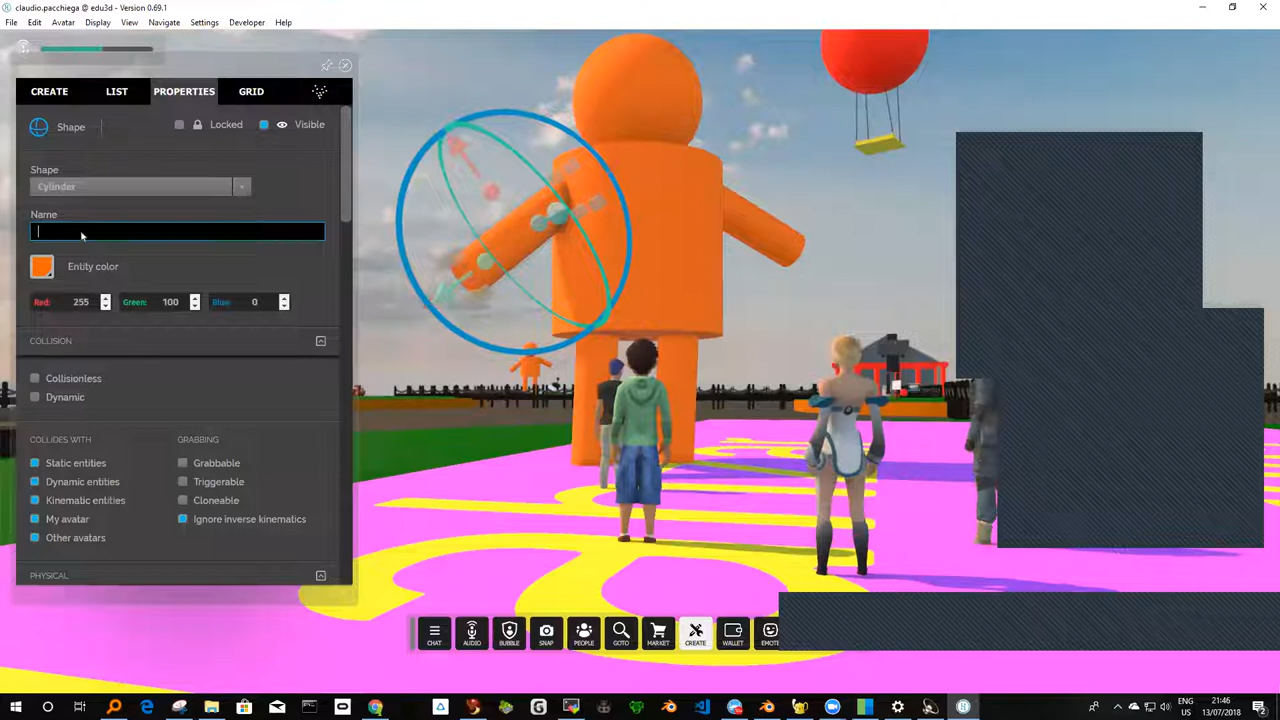 claudio.pacchiega @ edu3d - Version 0.69.1
File Edit Avatar Display View Navigate Settings Developer Help
CREATE LIST PROPERTIES GRID
Shape Locked Visible
Shape
Cylinder
Name
Entity color
Red: 255 Green: 100 Blue: 0
COLLISION
Collisionless
Dynamic
COLLIDES WITH GRABBING
Static entities Grabbable
Dynamic entities Triggerable
Kinematic entities Cloneable
My avatar Ignore inverse kinematics
Other avatars
PHYSICAL
CHAT AUDIO BUBBLE SNAP PEOPLE GOTO MARKET CREATE WALLET EMOTE
ENG 21:46
US 13/07/2018